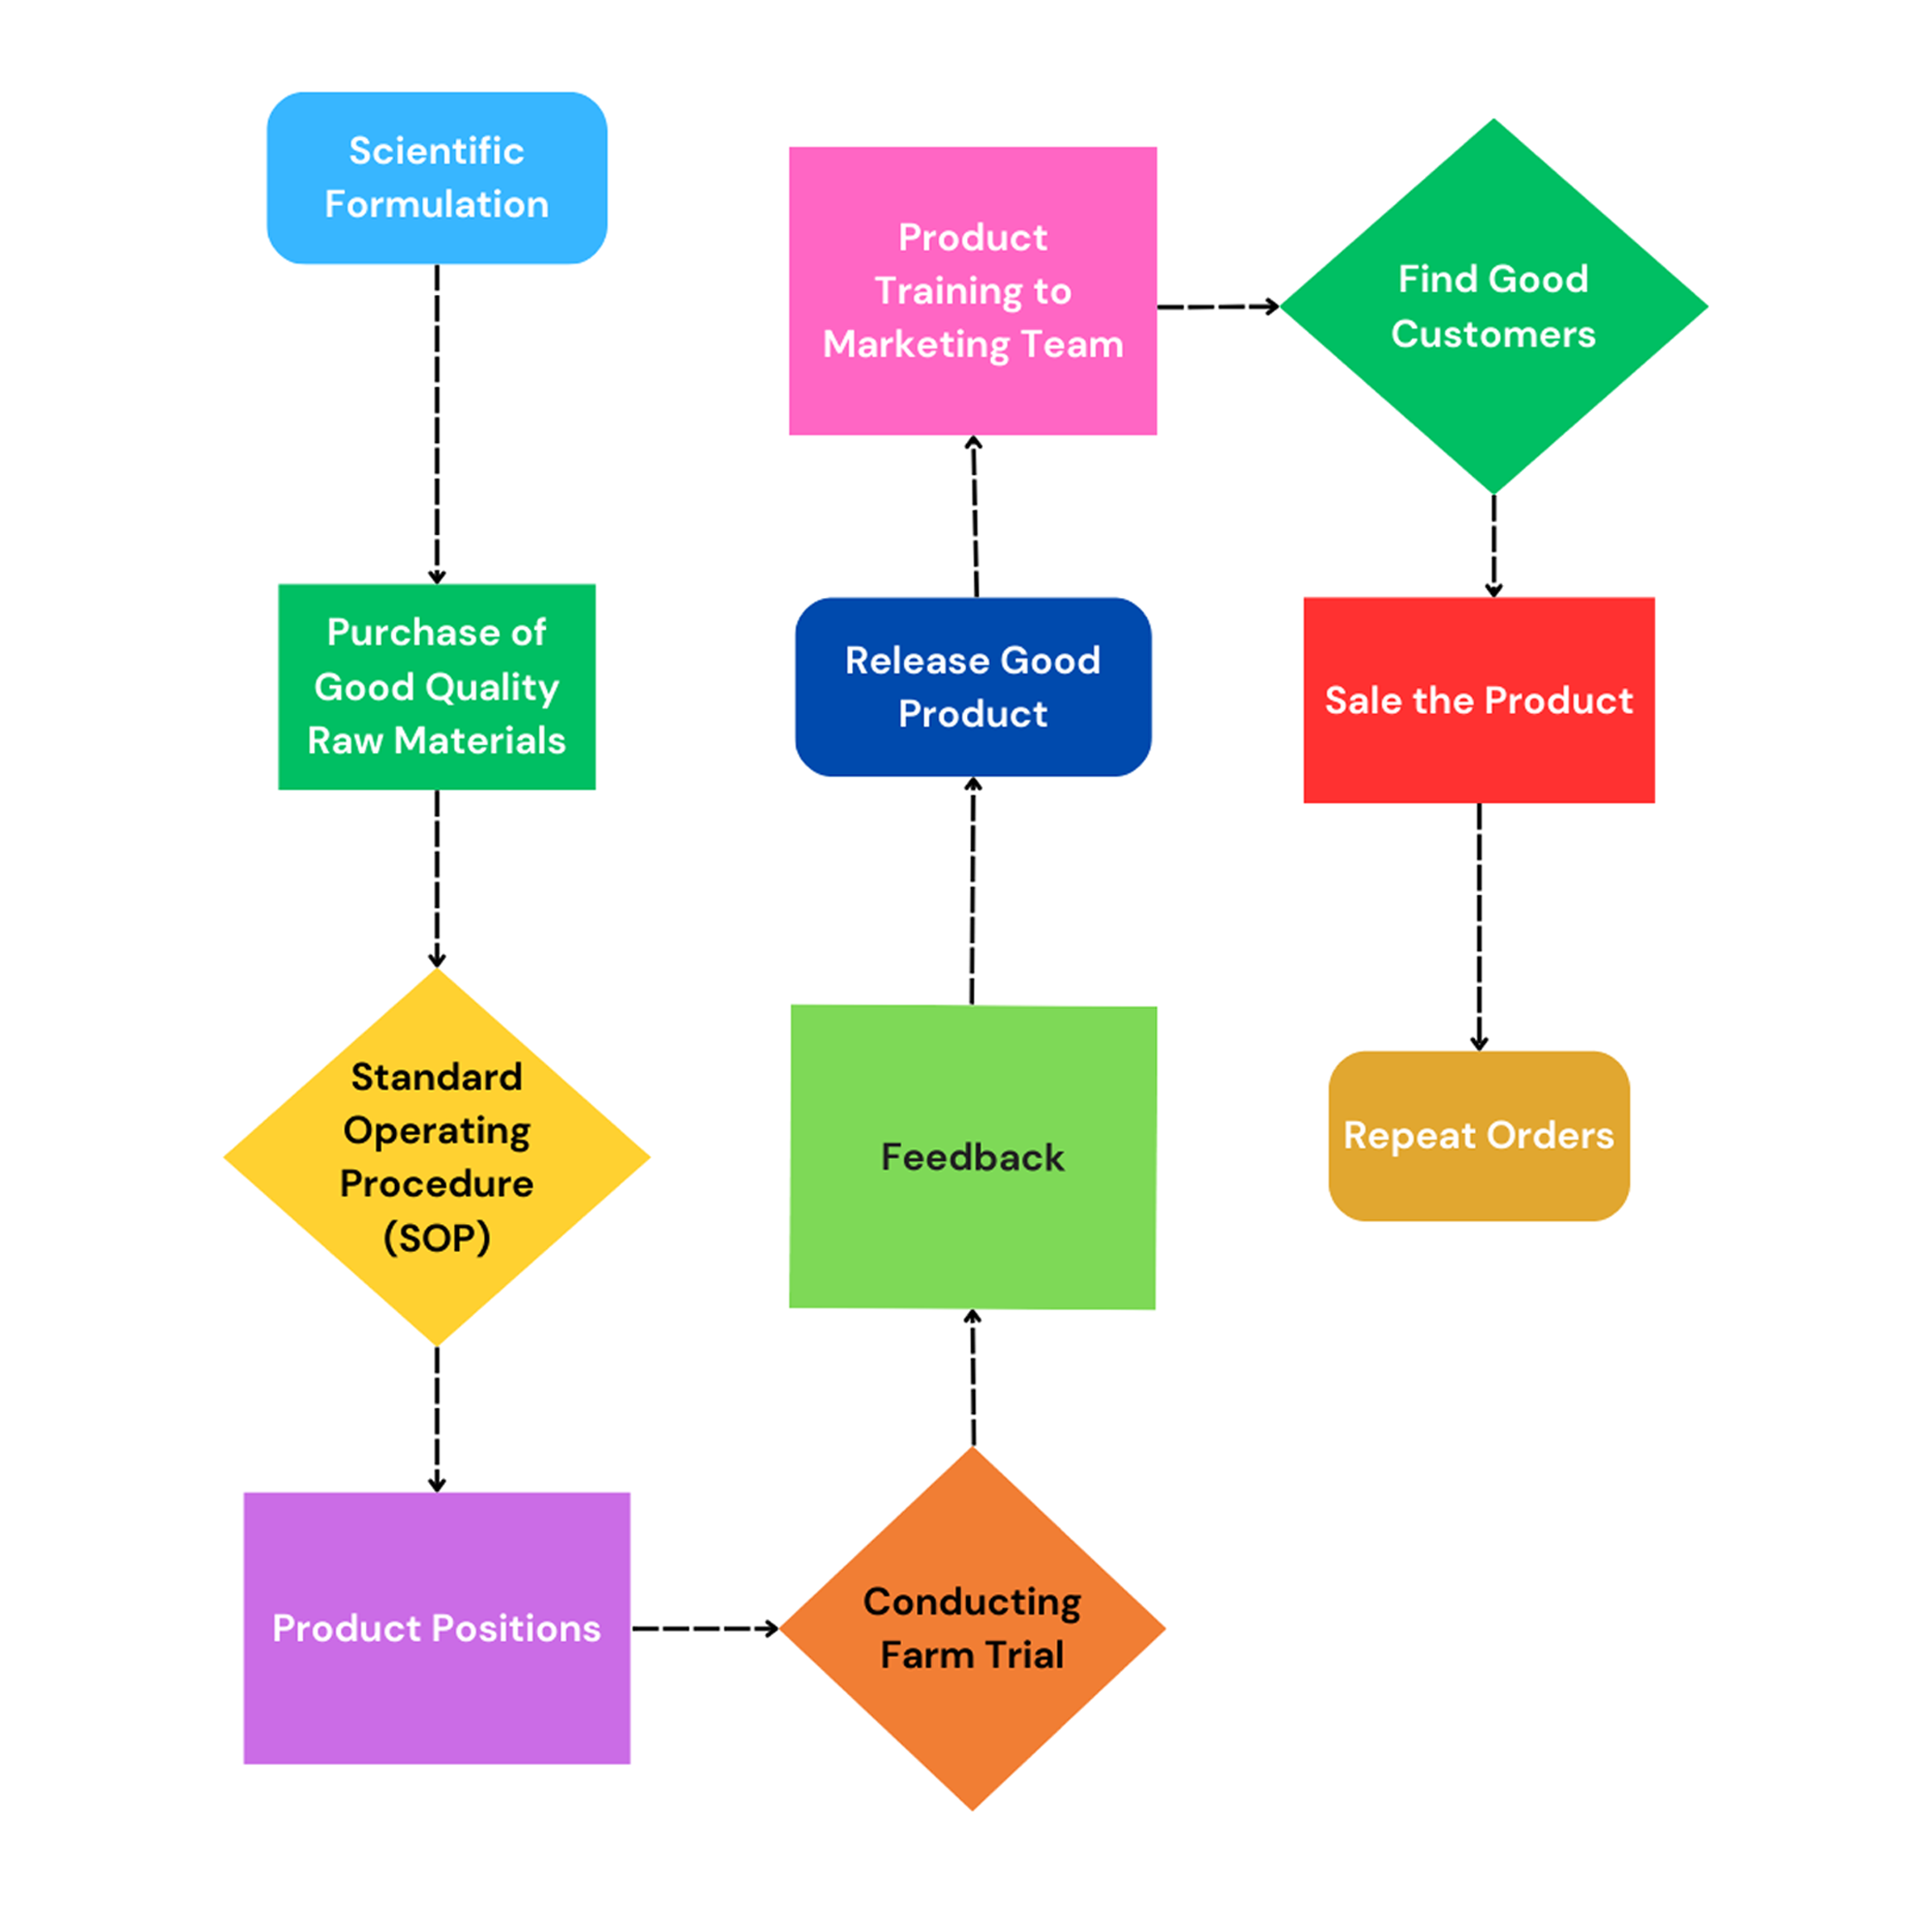 Scientific
Formulation
Purchase of
Good Quality
Raw Materials
Standard
Operating
Procedure
(SOP)
Product Positions
Conducting
Farm Trial
Feedback
Release Good
Product
Product
Training to
Marketing Team
Find Good
Customers
Sale the Product
Repeat Orders